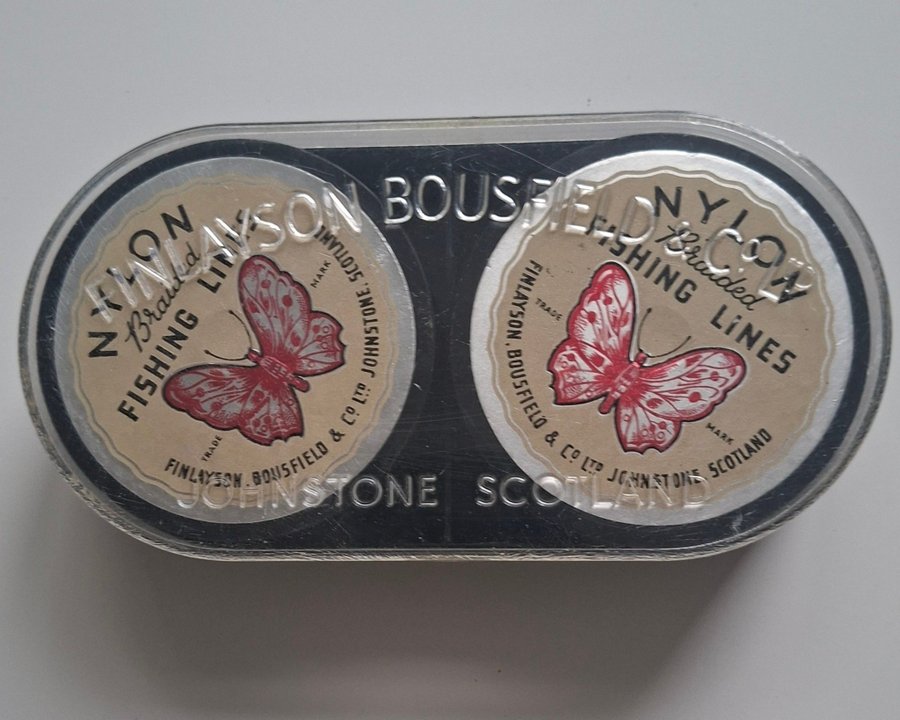 FINLAYSON BOUSFIELD & Co Ltd
NYLON
Braided
FISHING LINES
TRADE MARK
FINLAYSON, BOUSFIELD & Co LTD JOHNSTONE, SCOTLAND
NYLON
Braided
FISHING LINES
TRADE MARK
FINLAYSON, BOUSFIELD & Co LTD JOHNSTONE SCOTLAND
JOHNSTONE SCOTLAND